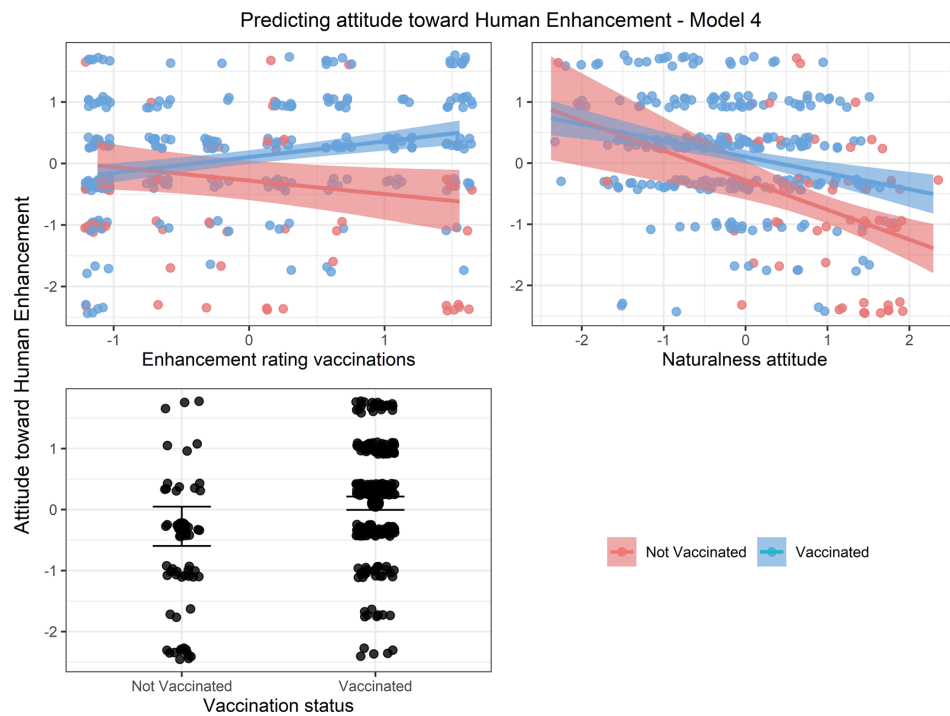 Predicting attitude toward Human Enhancement - Model 4
Attitude toward Human Enhancement
1
0
-1
-2
-1
0
1
Enhancement rating vaccinations
1
0
-1
-2
-2
-1
0
1
2
Naturalness attitude
1
0
-1
-2
Not Vaccinated
Vaccinated
Vaccination status
Not Vaccinated
Vaccinated